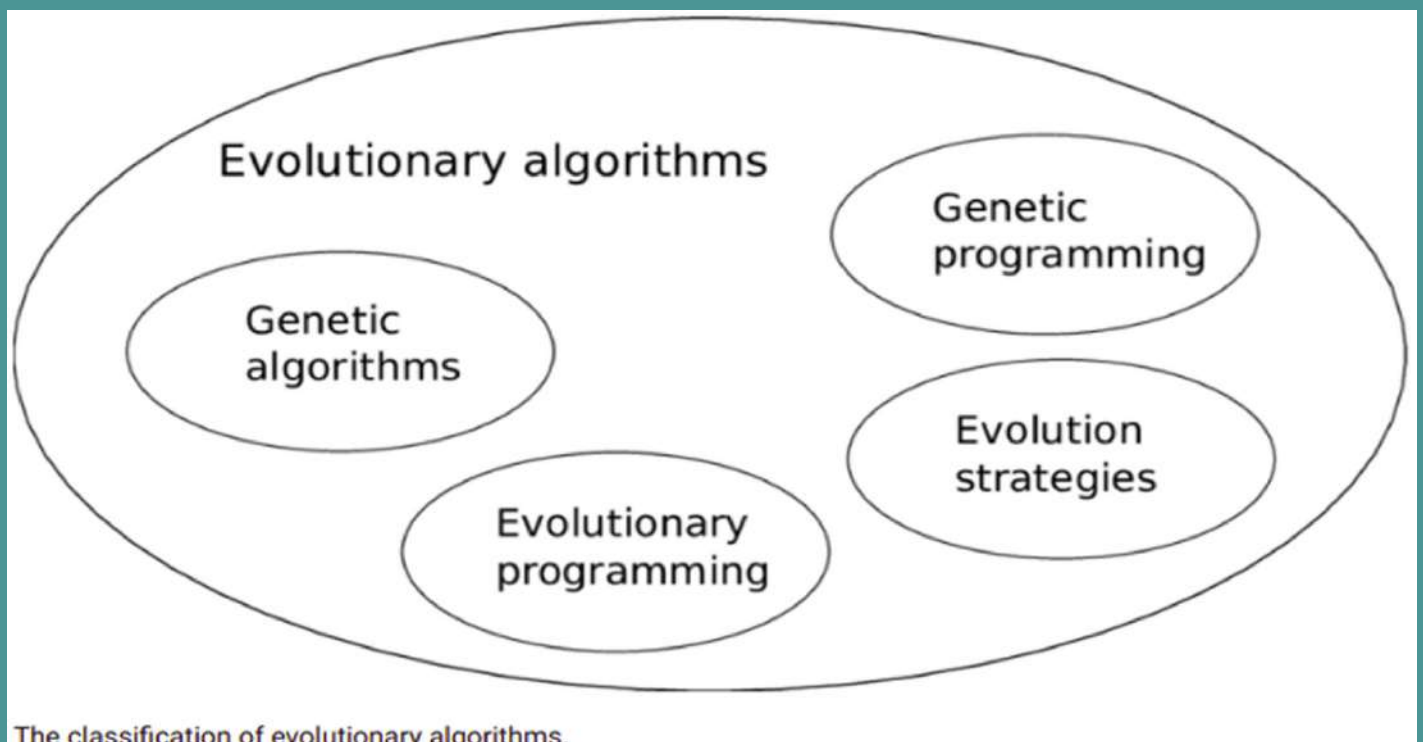 Evolutionary algorithms
Genetic
programming
Genetic
algorithms
Evolution
strategies
Evolutionary
programming
The classification of evolutionary algorithms.